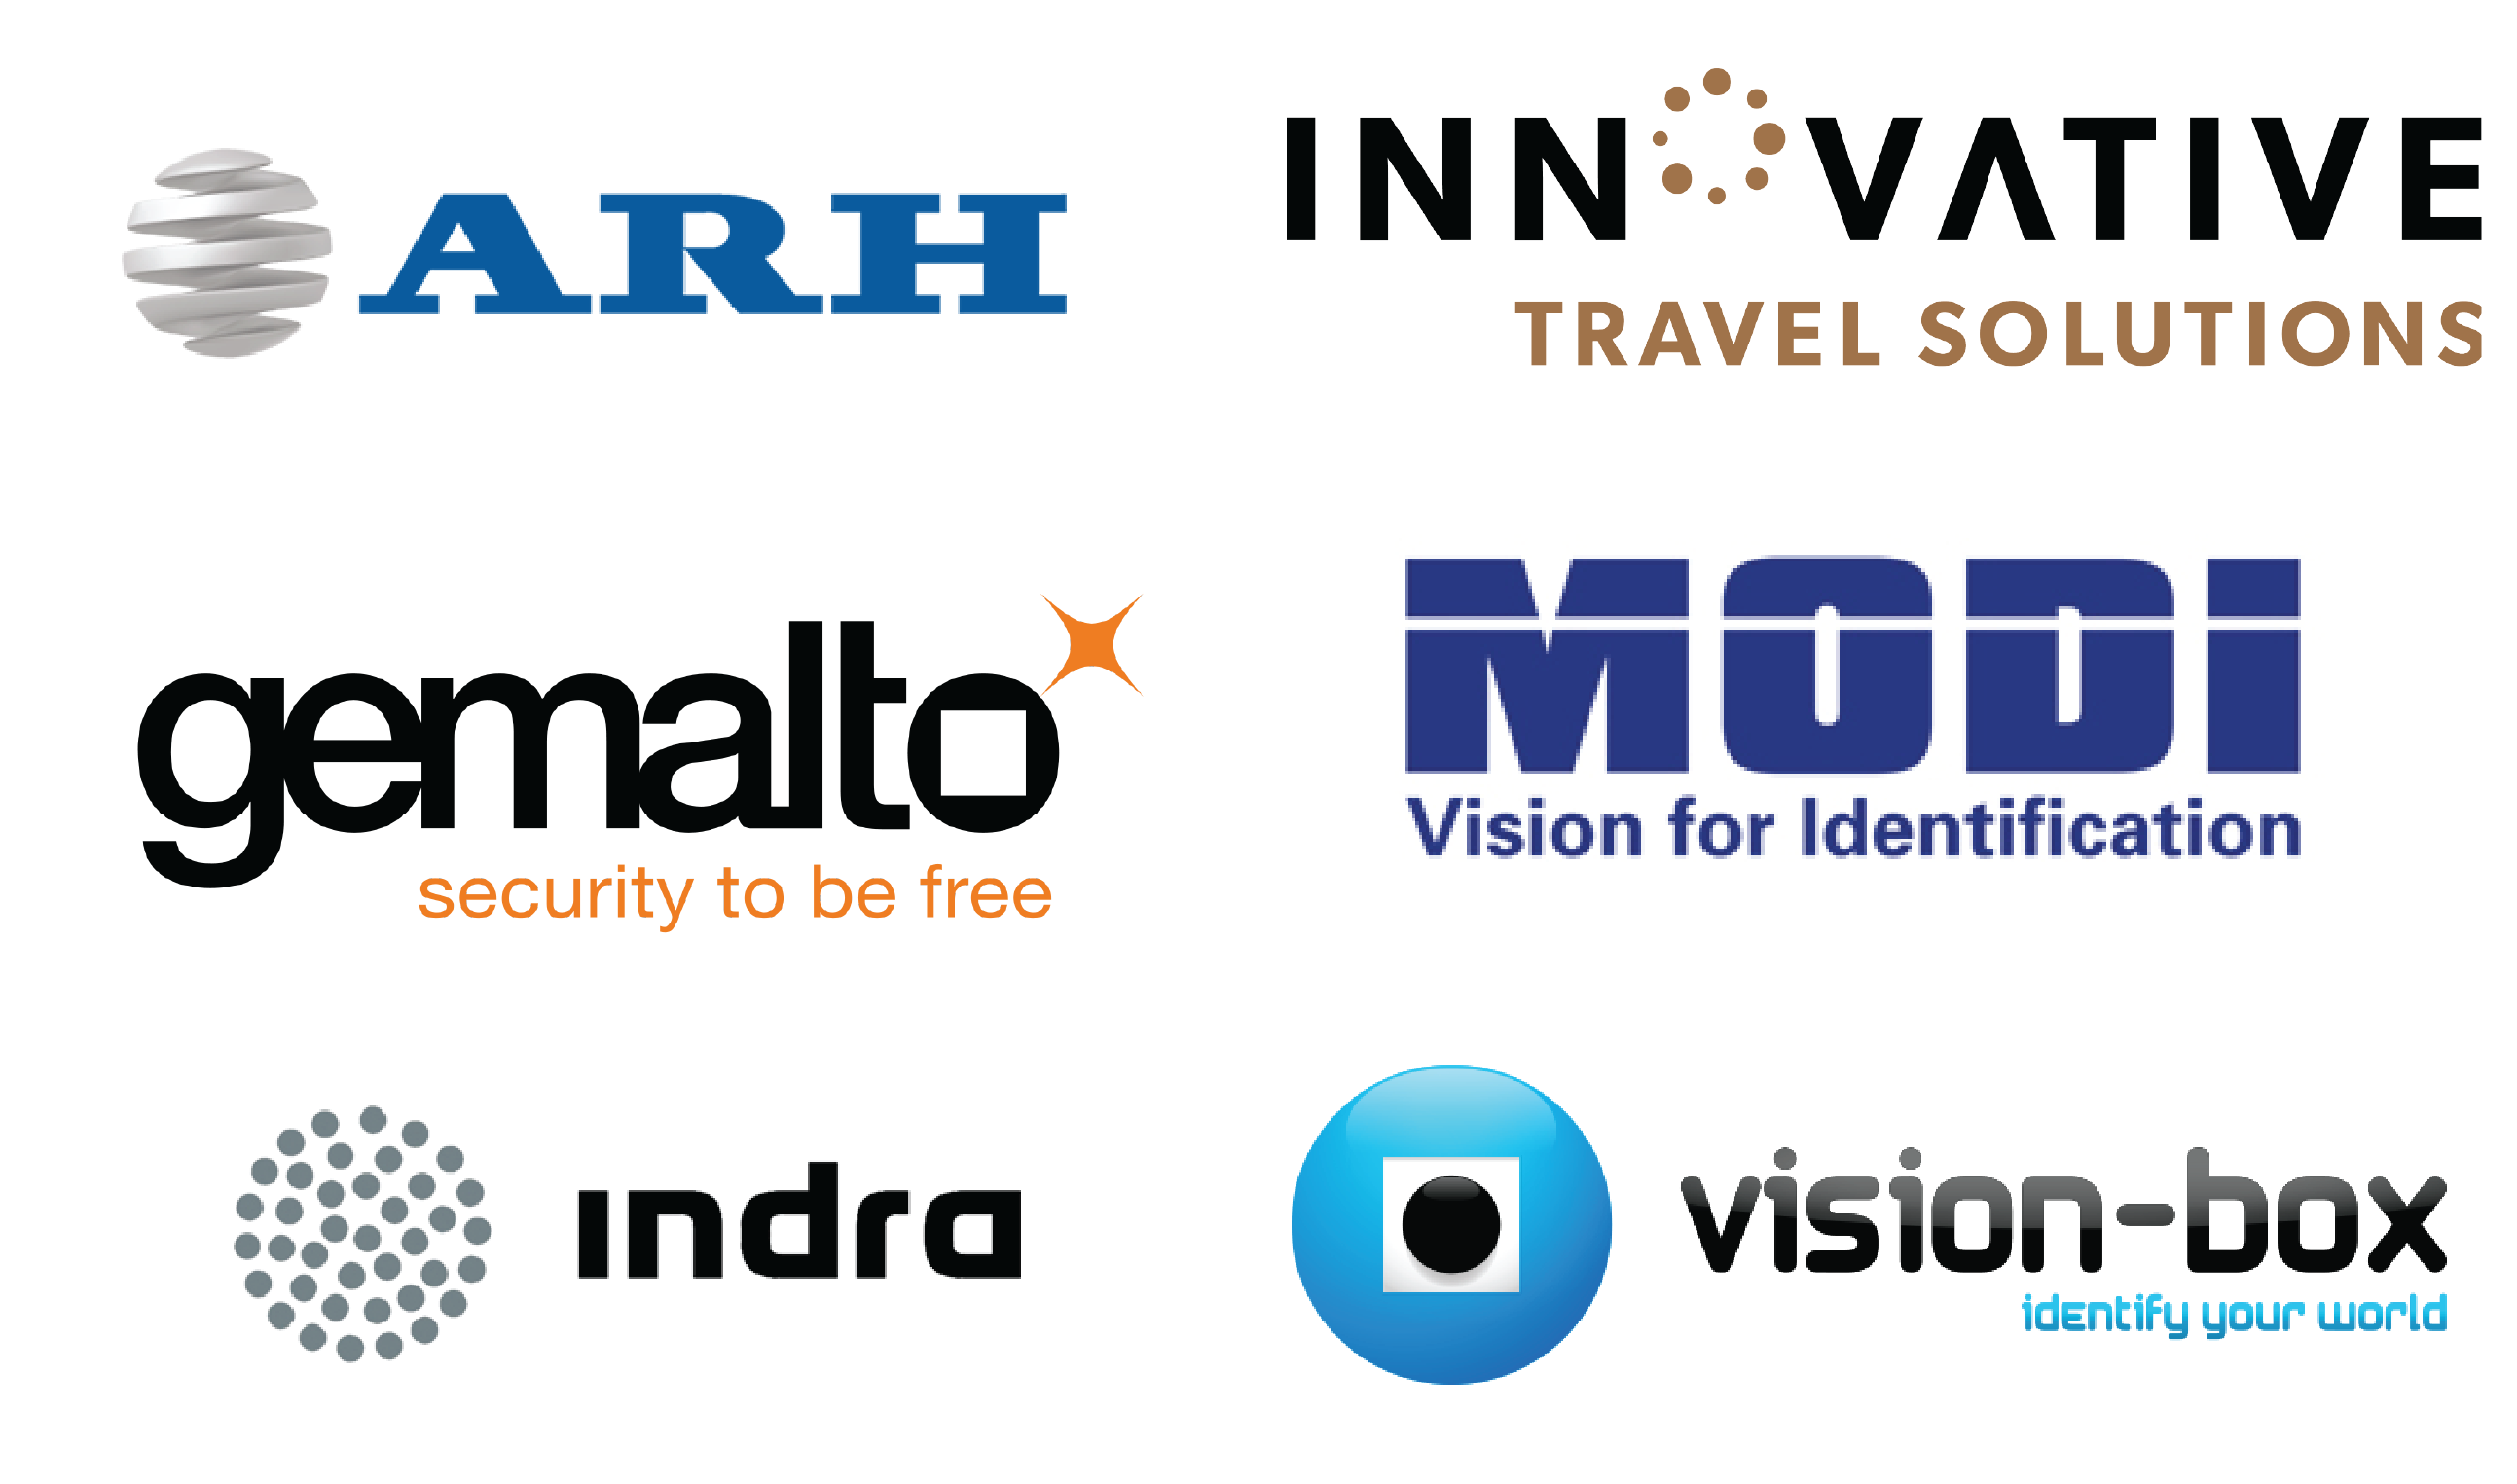 ARH
INNOVATIVE
TRAVEL SOLUTIONS
gemalto
security to be free
MODI
Vision for Identification
indra
vision-box
identify your world